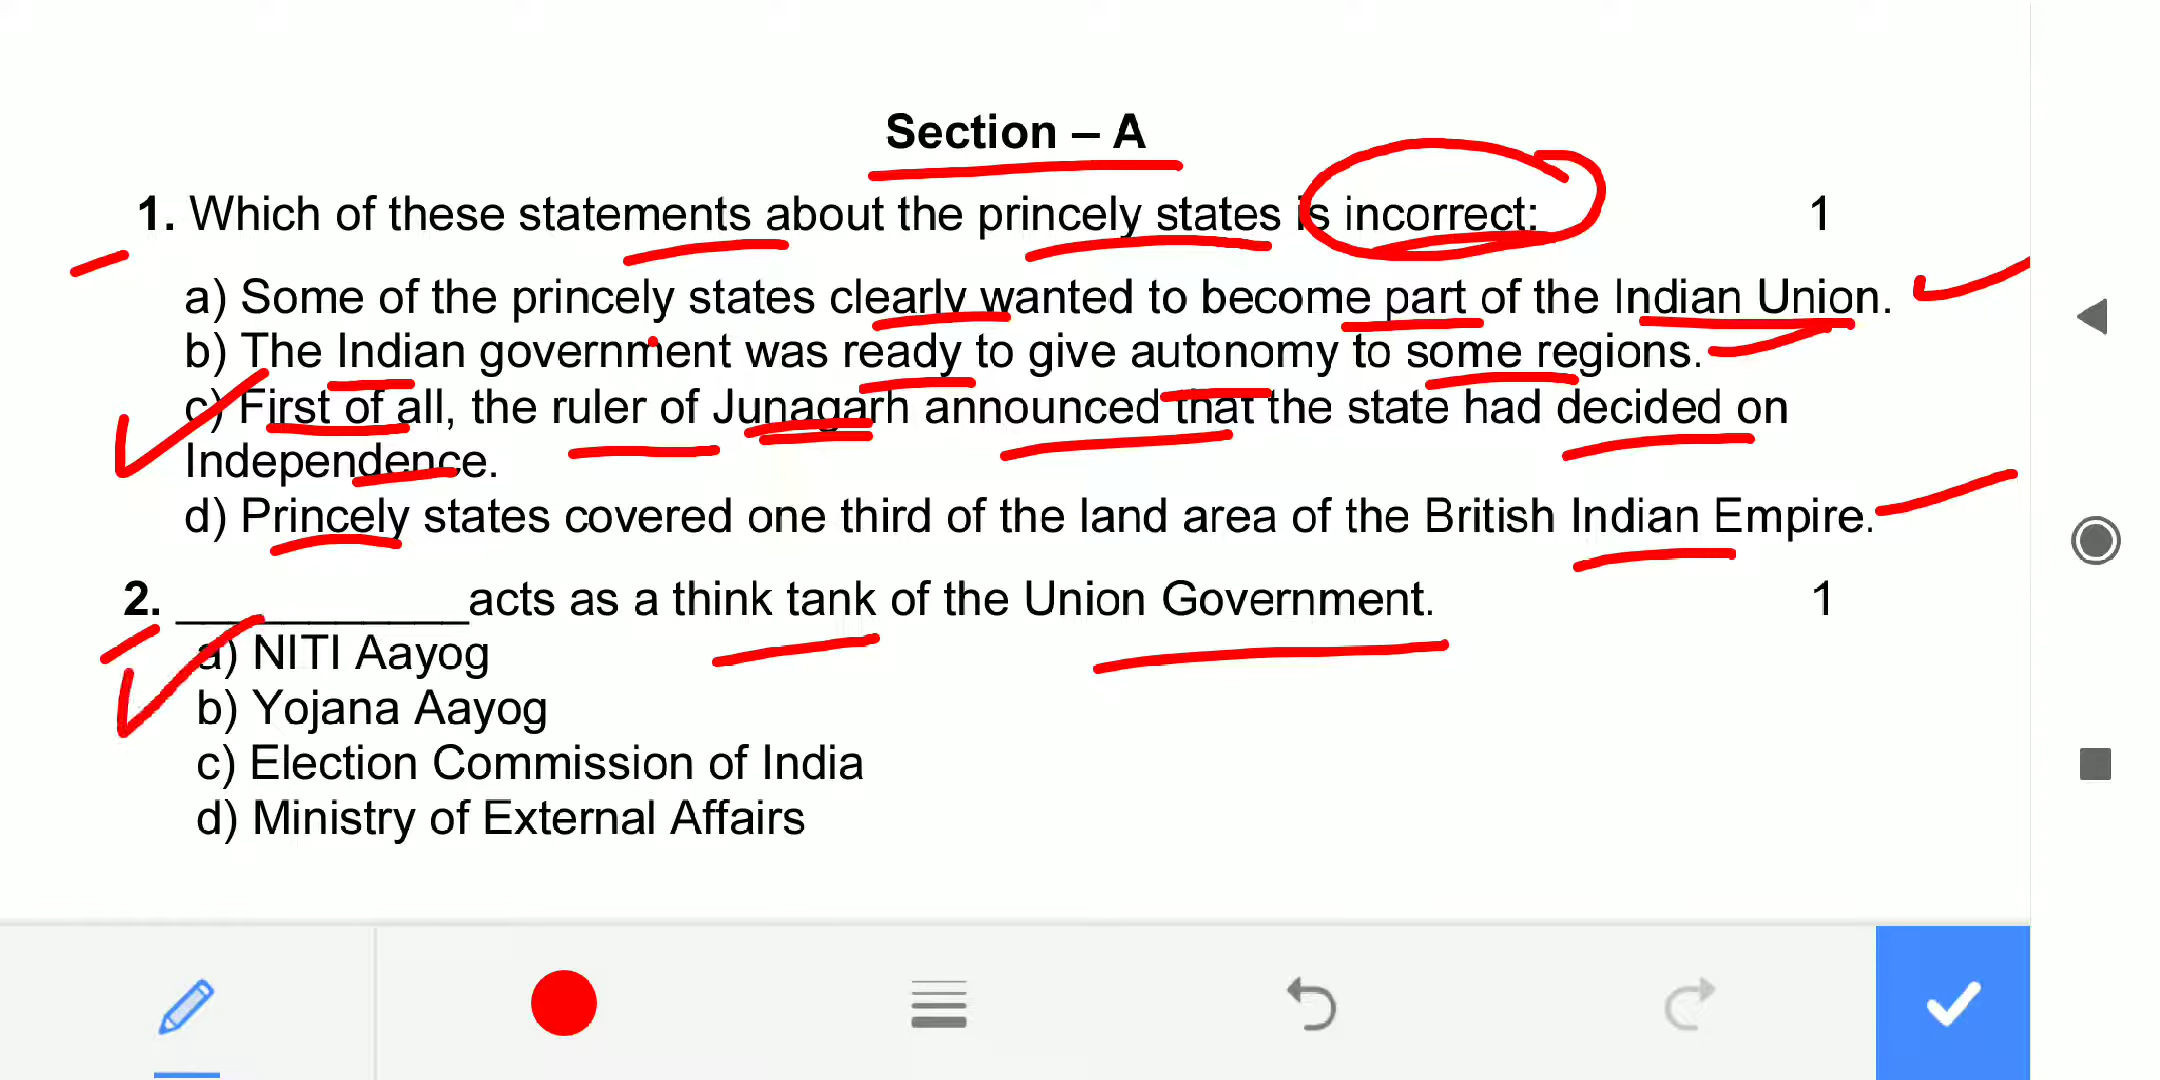 Section – A
1. Which of these statements about the princely states is incorrect: 1
a) Some of the princely states clearly wanted to become part of the Indian Union.
b) The Indian government was ready to give autonomy to some regions.
c) First of all, the ruler of Junagarh announced that the state had decided on
Independence.
d) Princely states covered one third of the land area of the British Indian Empire.
2. ___________acts as a think tank of the Union Government. 1
a) NITI Aayog
b) Yojana Aayog
c) Election Commission of India
d) Ministry of External Affairs